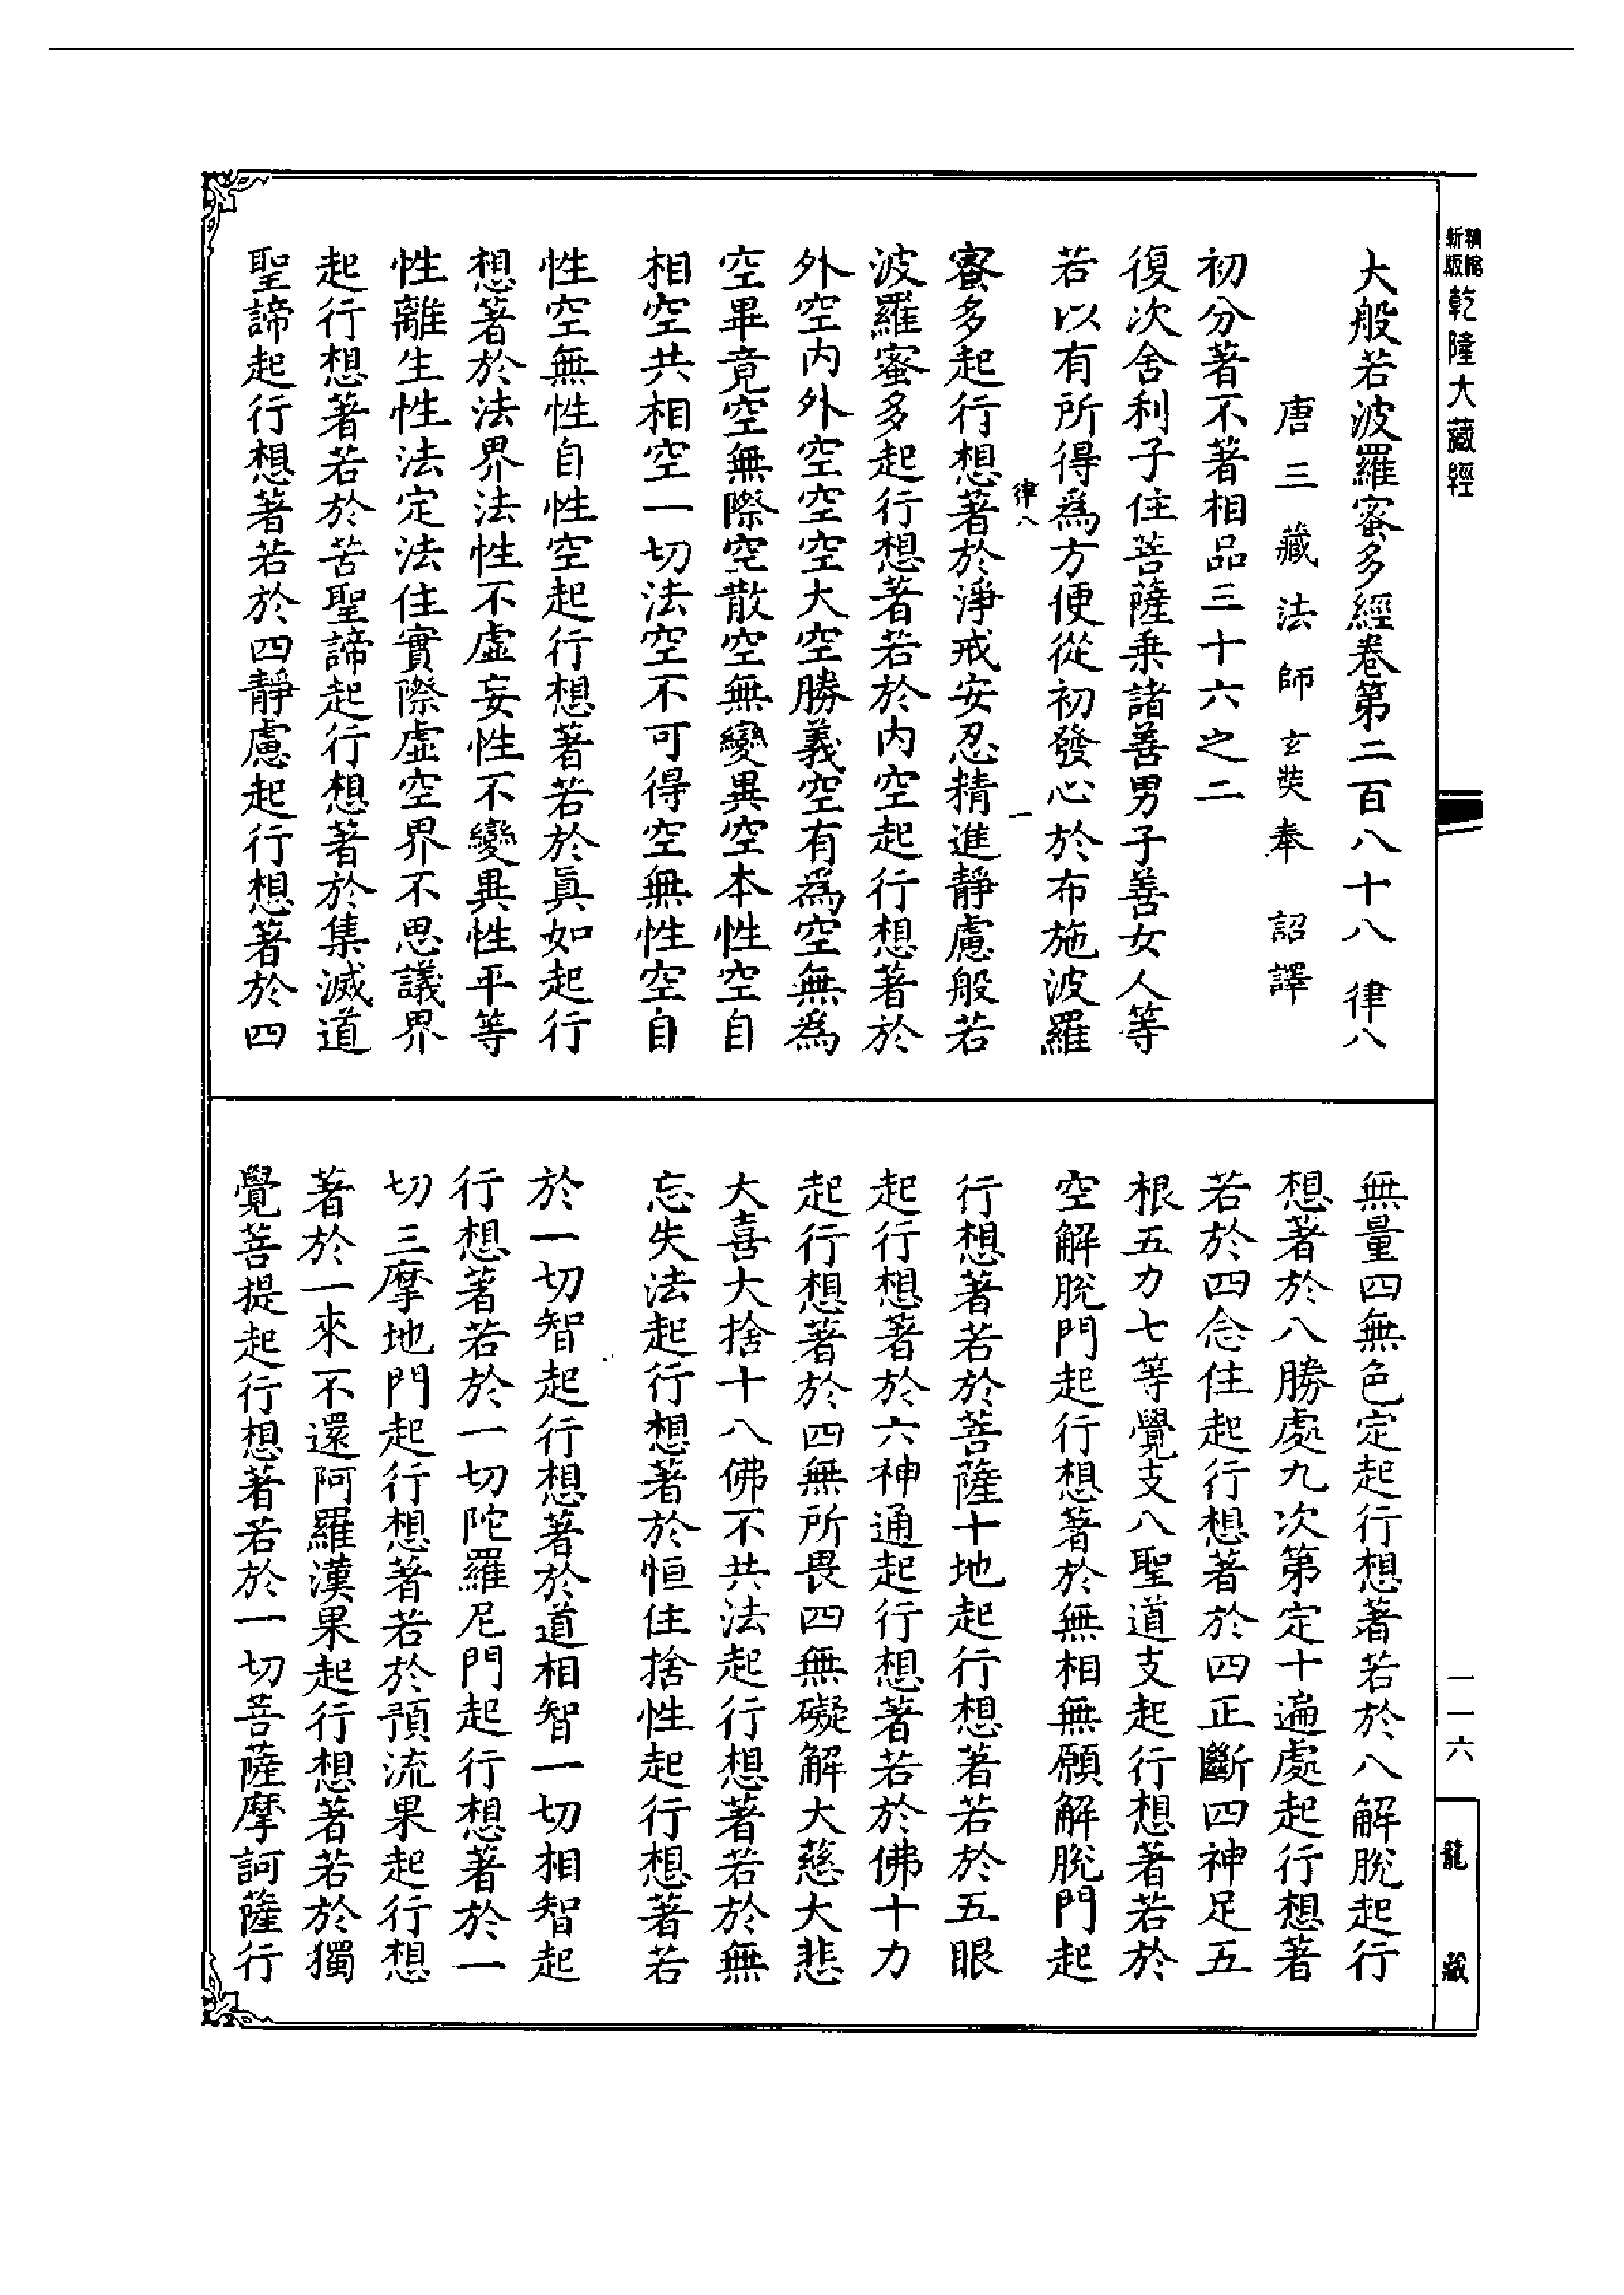 新版精縮乾隆大藏經
大般若波羅蜜多經卷第二百八十八　律八
唐三藏法師玄奘奉　詔譯
初分著不著相品三十六之二
復次舍利子住菩薩乘諸善男子善女人等
若以有所得為方便從初發心於布施波羅
律八　一
蜜多起行想著於淨戒安忍精進靜慮般若
波羅蜜多起行想著若於內空起行想著於
外空內外空空空大空勝義空有為空無為
空畢竟空無際空散空無變異空本性空自
相空共相空一切法空不可得空無性空自
性空無性自性空起行想著若於真如起行
想著於法界法性不虛妄性不變異性平等
性離生性法定法住實際虛空界不思議界
起行想著若於苦聖諦起行想著於集滅道
聖諦起行想著若於四靜慮起行想著於四
無量四無色定起行想著若於八解脫起行
想著於八勝處九次第定十遍處起行想著
若於四念住起行想著於四正斷四神足五
根五力七等覺支八聖道支起行想著若於
空解脫門起行想著於無相無願解脫門起
行想著若於菩薩十地起行想著若於五眼
起行想著於六神通起行想著若於佛十力
起行想著於四無所畏四無礙解大慈大悲
大喜大捨十八佛不共法起行想著若於無
忘失法起行想著於恒住捨性起行想著若
於一切智起行想著於道相智一切相智起
行想著若於一切陀羅尼門起行想著於一
切三摩地門起行想著若於預流果起行想
著於一來不還阿羅漢果起行想著若於獨
覺菩提起行想著若於一切菩薩摩訶薩行
一一六
龍藏